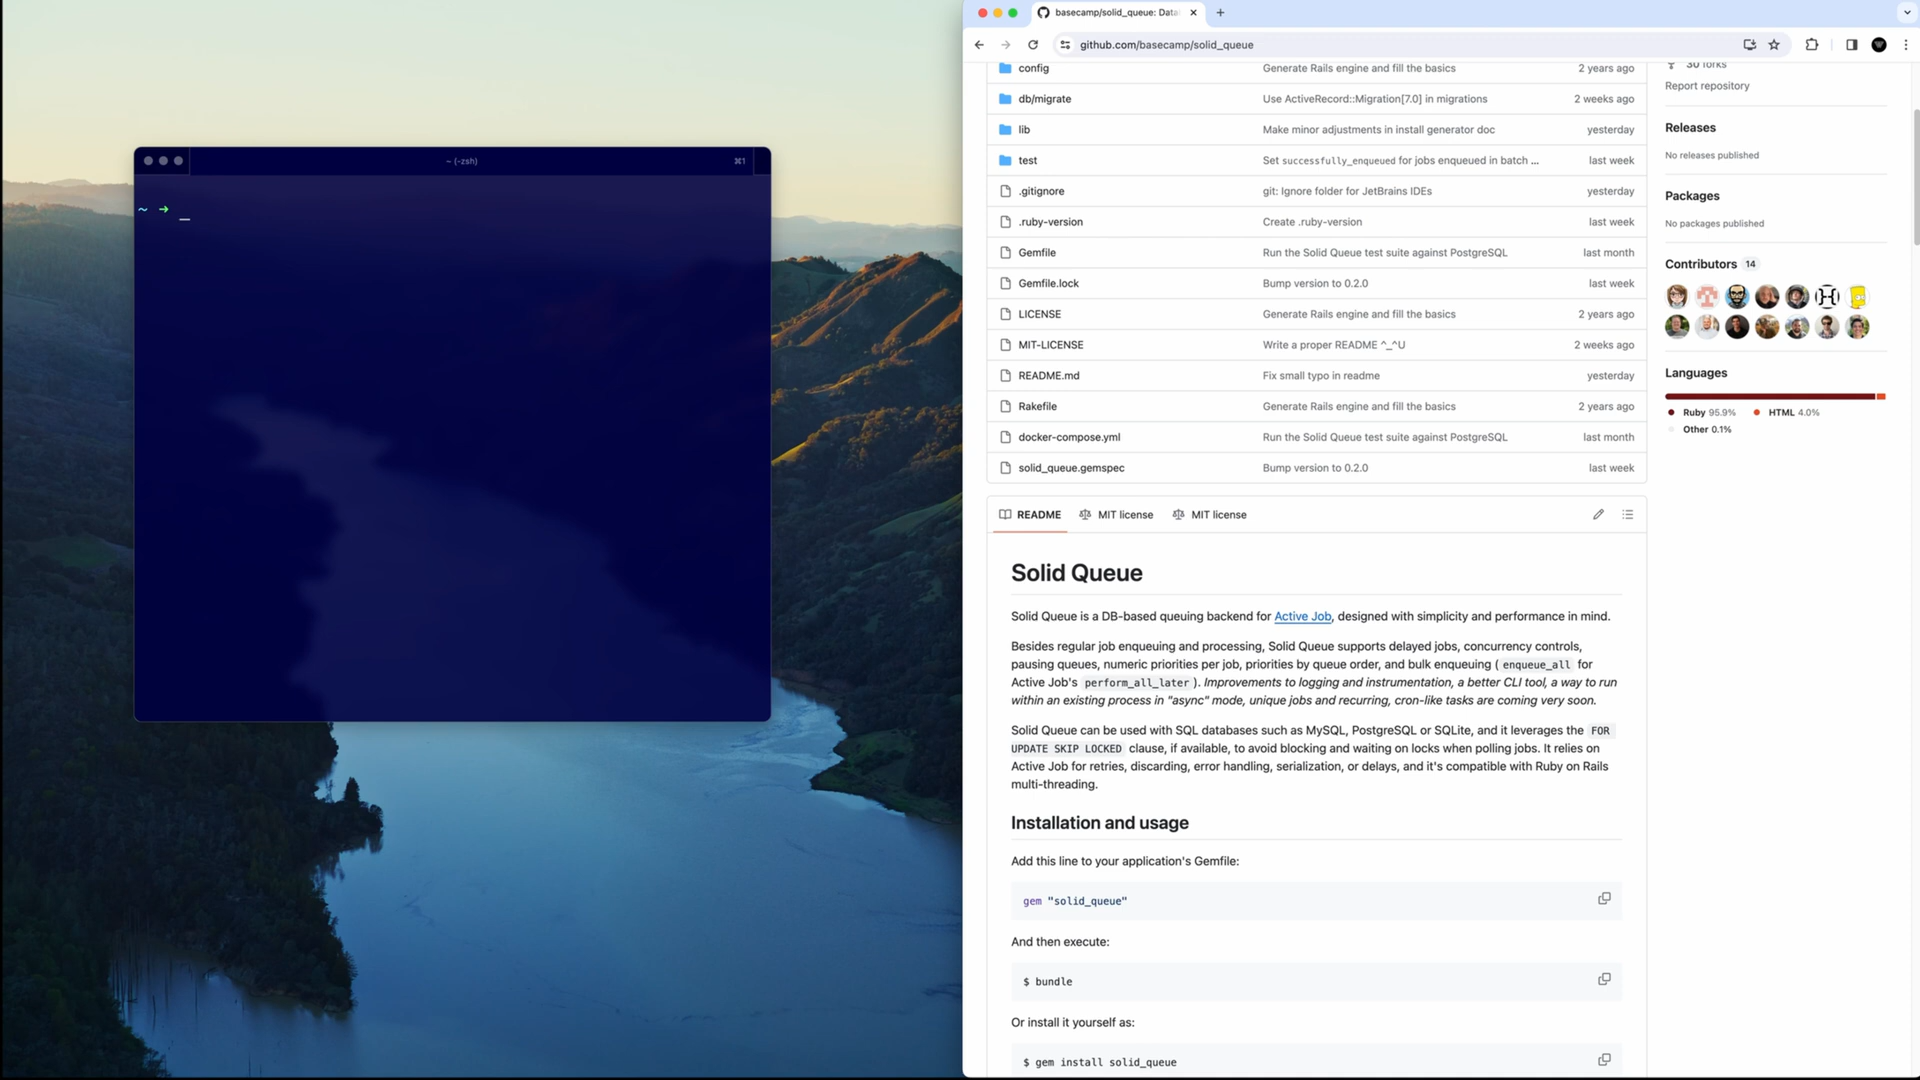 ~ (-zsh)
⌘1
~ ➜ _
basecamp/solid_queue: Data
github.com/basecamp/solid_queue
config Generate Rails engine and fill the basics 2 years ago
db/migrate Use ActiveRecord::Migration[7.0] in migrations 2 weeks ago
lib Make minor adjustments in install generator doc yesterday
test Set successfully_enqueued for jobs enqueued in batch ... last week
.gitignore git: Ignore folder for JetBrains IDEs yesterday
.ruby-version Create .ruby-version last week
Gemfile Run the Solid Queue test suite against PostgreSQL last month
Gemfile.lock Bump version to 0.2.0 last week
LICENSE Generate Rails engine and fill the basics 2 years ago
MIT-LICENSE Write a proper README ^_^U 2 weeks ago
README.md Fix small typo in readme yesterday
Rakefile Generate Rails engine and fill the basics 2 years ago
docker-compose.yml Run the Solid Queue test suite against PostgreSQL last month
solid_queue.gemspec Bump version to 0.2.0 last week
README MIT license MIT license
Solid Queue
Solid Queue is a DB-based queuing backend for Active Job, designed with simplicity and performance in mind.
Besides regular job enqueuing and processing, Solid Queue supports delayed jobs, concurrency controls,
pausing queues, numeric priorities per job, priorities by queue order, and bulk enqueuing ( enqueue_all for
Active Job's perform_all_later ). Improvements to logging and instrumentation, a better CLI tool, a way to run
within an existing process in "async" mode, unique jobs and recurring, cron-like tasks are coming very soon.
Solid Queue can be used with SQL databases such as MySQL, PostgreSQL or SQLite, and it leverages the FOR
UPDATE SKIP LOCKED clause, if available, to avoid blocking and waiting on locks when polling jobs. It relies on
Active Job for retries, discarding, error handling, serialization, or delays, and it's compatible with Ruby on Rails
multi-threading.
Installation and usage
Add this line to your application's Gemfile:
gem "solid_queue"
And then execute:
$ bundle
Or install it yourself as:
$ gem install solid_queue
30 forks
Report repository
Releases
No releases published
Packages
No packages published
Contributors 14
Languages
Ruby 95.9% HTML 4.0%
Other 0.1%